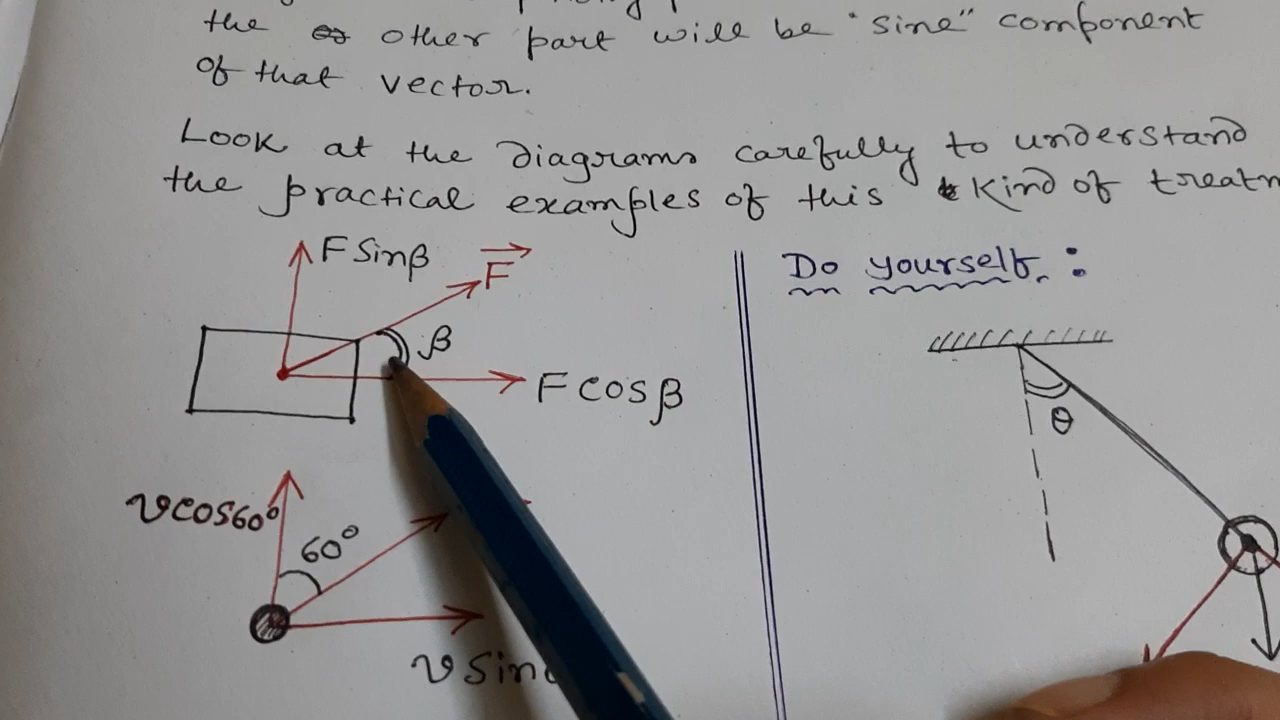 the other part will be "sine" component
of that vector.
Look at the diagrams carefully to understand
the practical examples of this kind of
F Sinβ
F
β
F cosβ
vcos60°
60°
v
Do yourself :
θ